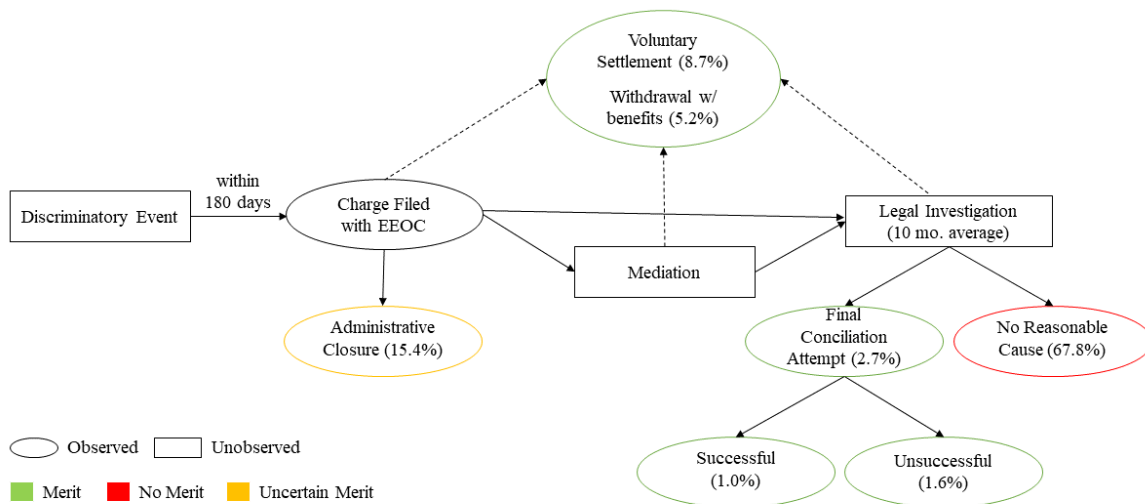 Voluntary
Settlement (8.7%)
Withdrawal w/
benefits (5.2%)
Discriminatory Event
within
180 days
Charge Filed
with EEOC
Mediation
Legal Investigation
(10 mo. average)
Administrative
Closure (15.4%)
Final
Conciliation
Attempt (2.7%)
No Reasonable
Cause (67.8%)
Successful
(1.0%)
Unsuccessful
(1.6%)
Observed
Unobserved
Merit
No Merit
Uncertain Merit